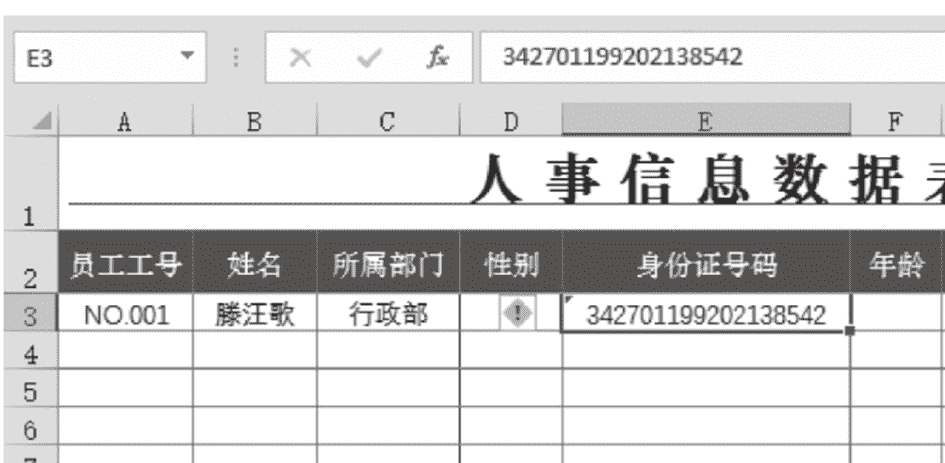 E3 fx 342701199202138542
A B C D E F
1 人事信息数据表
2 员工工号 姓名 所属部门 性别 身份证号码 年龄
3 NO.001 滕汪歌 行政部 ! 342701199202138542
4
5
6
7